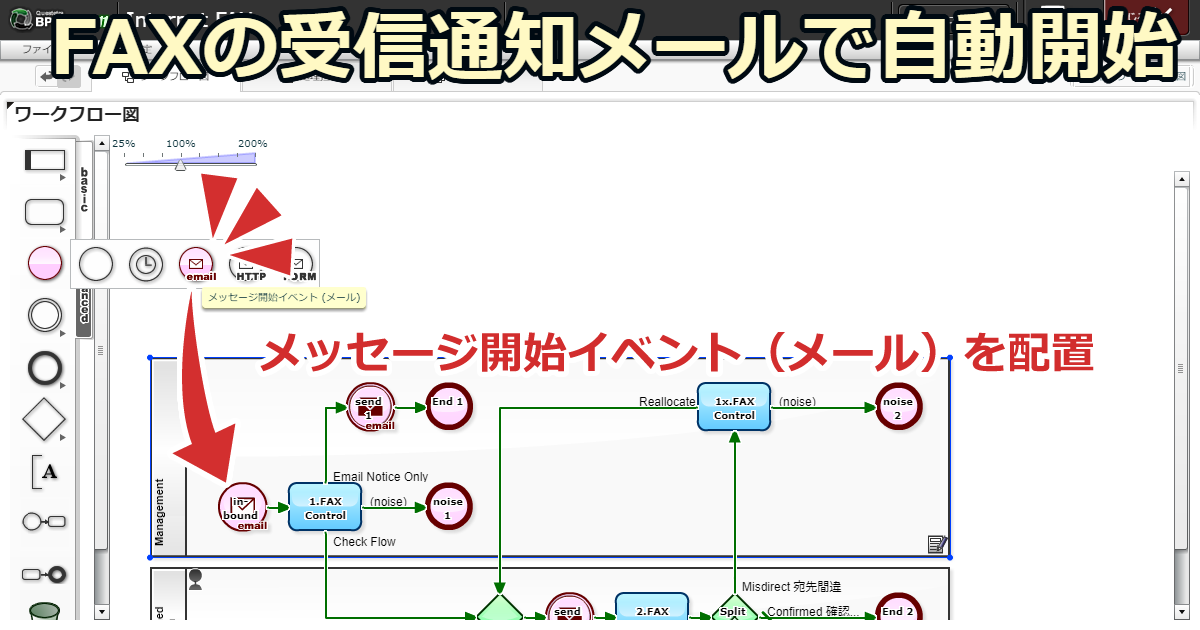 FAXの受信通知メールで自動開始
ワークフロー図
25% 100% 200%
basic
email
HTTP
メッセージ開始イベント (メール)
メッセージ開始イベント（メール）を配置
A
Management
send 1
email
End 1
Reallocate
1x.FAX Control
(noise)
noise 2
Email Notice Only
in-bound
email
1.FAX Control
(noise)
noise 1
Check Flow
Misdirect 宛先間違
send
2.FAX
Split
Confirmed 確認...
End 2